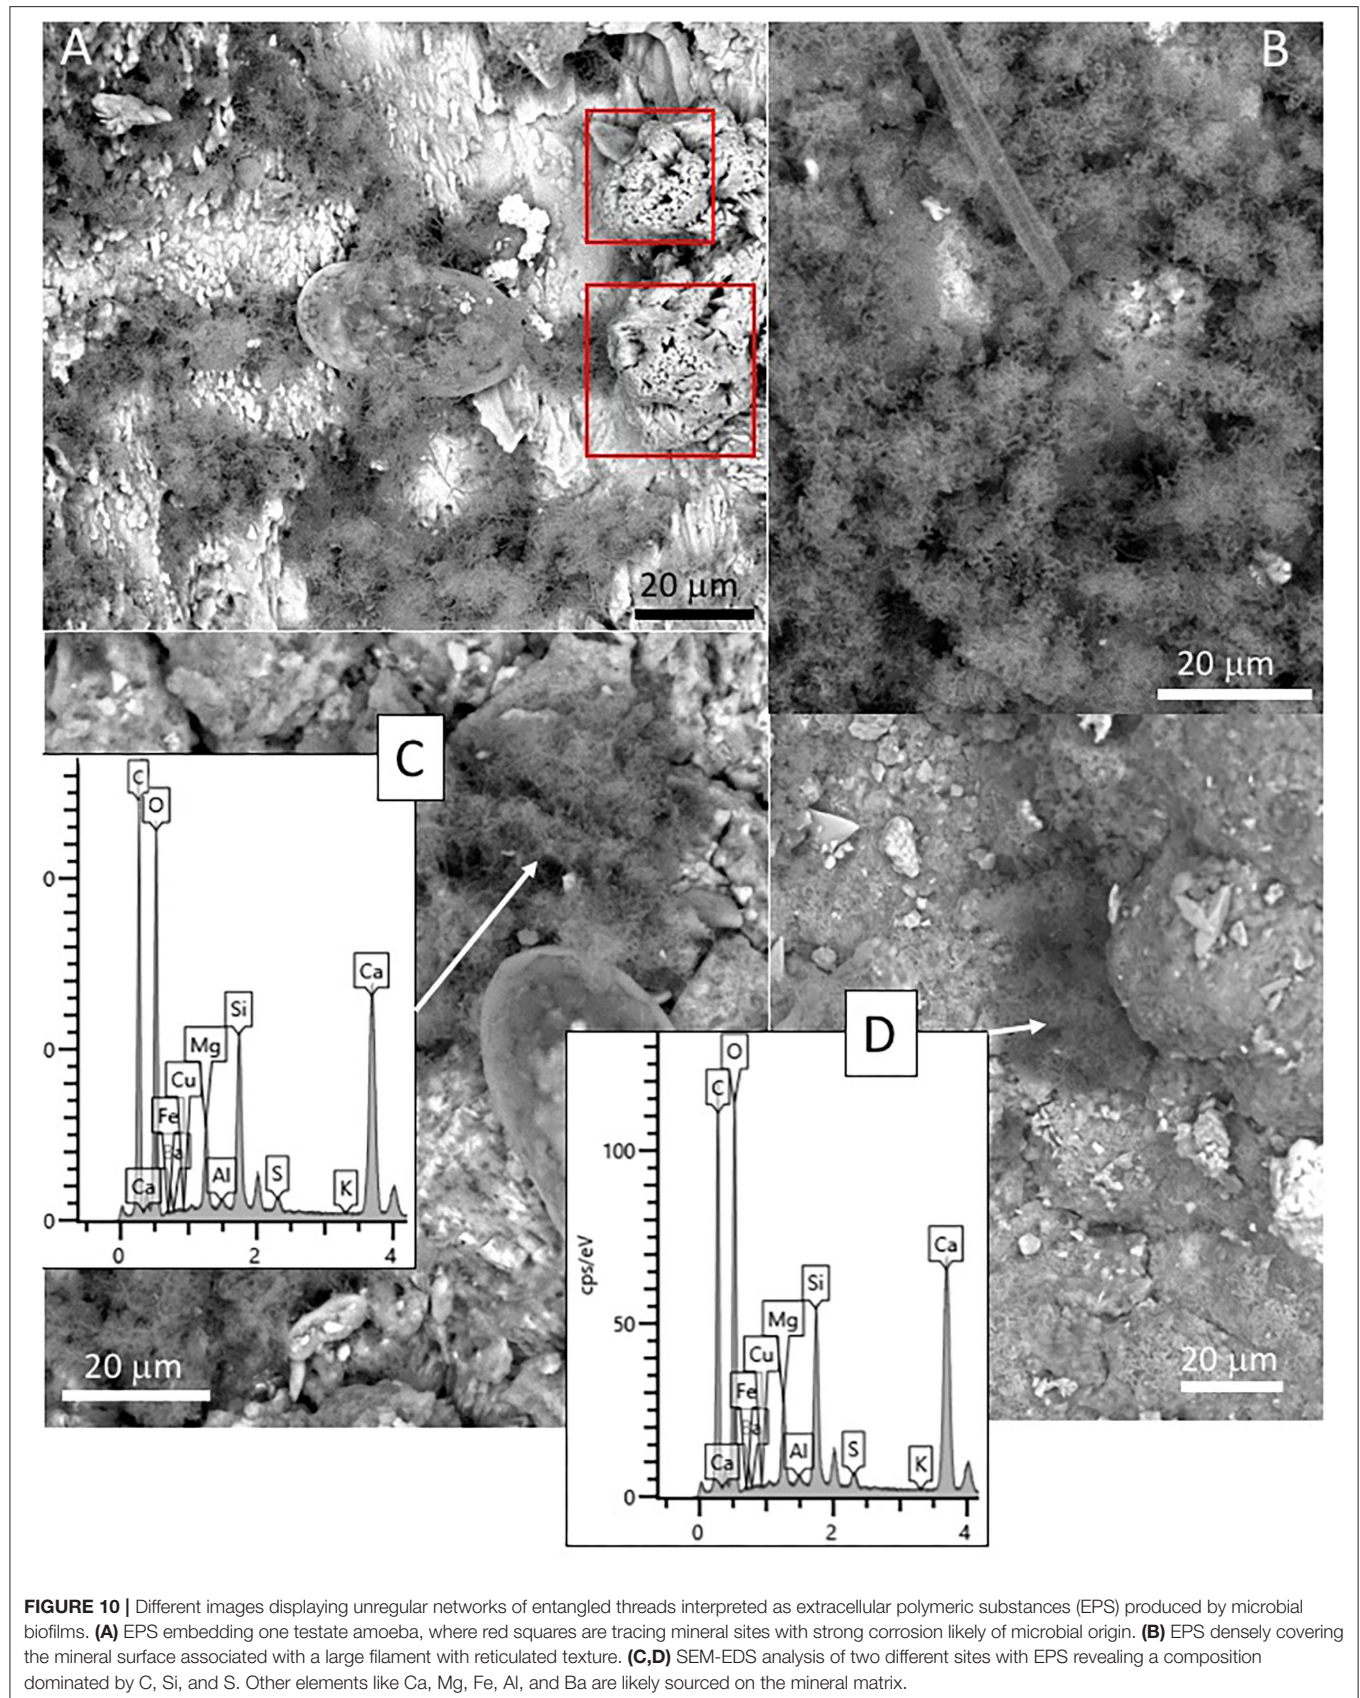 A
B
20 µm
20 µm
C
C
O
0
Ca
Si
Mg
Cu
Fe
Ba
Ca
Al
S
K
0
0
0
2
4
20 µm
D
O
C
100
cps/eV
Ca
Si
Mg
50
Cu
Fe
Ba
Ca
Al
S
K
0
0
2
4
20 µm
FIGURE 10 | Different images displaying unregular networks of entangled threads interpreted as extracellular polymeric substances (EPS) produced by microbial
biofilms. (A) EPS embedding one testate amoeba, where red squares are tracing mineral sites with strong corrosion likely of microbial origin. (B) EPS densely covering
the mineral surface associated with a large filament with reticulated texture. (C,D) SEM-EDS analysis of two different sites with EPS revealing a composition
dominated by C, Si, and S. Other elements like Ca, Mg, Fe, Al, and Ba are likely sourced on the mineral matrix.